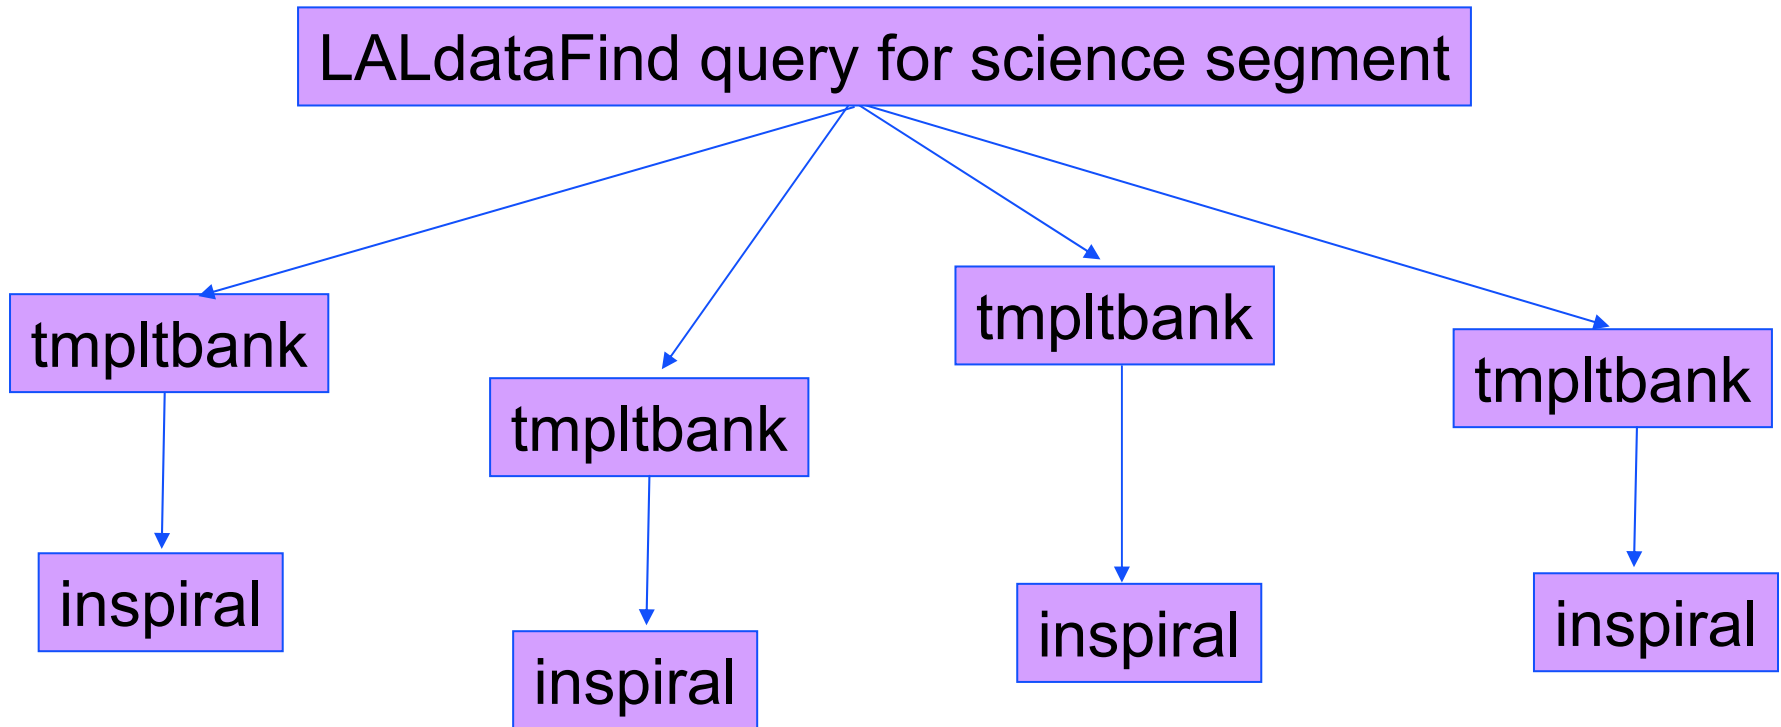 LALdataFind query for science segment
tmpltbank
tmpltbank
tmpltbank
tmpltbank
inspiral
inspiral
inspiral
inspiral